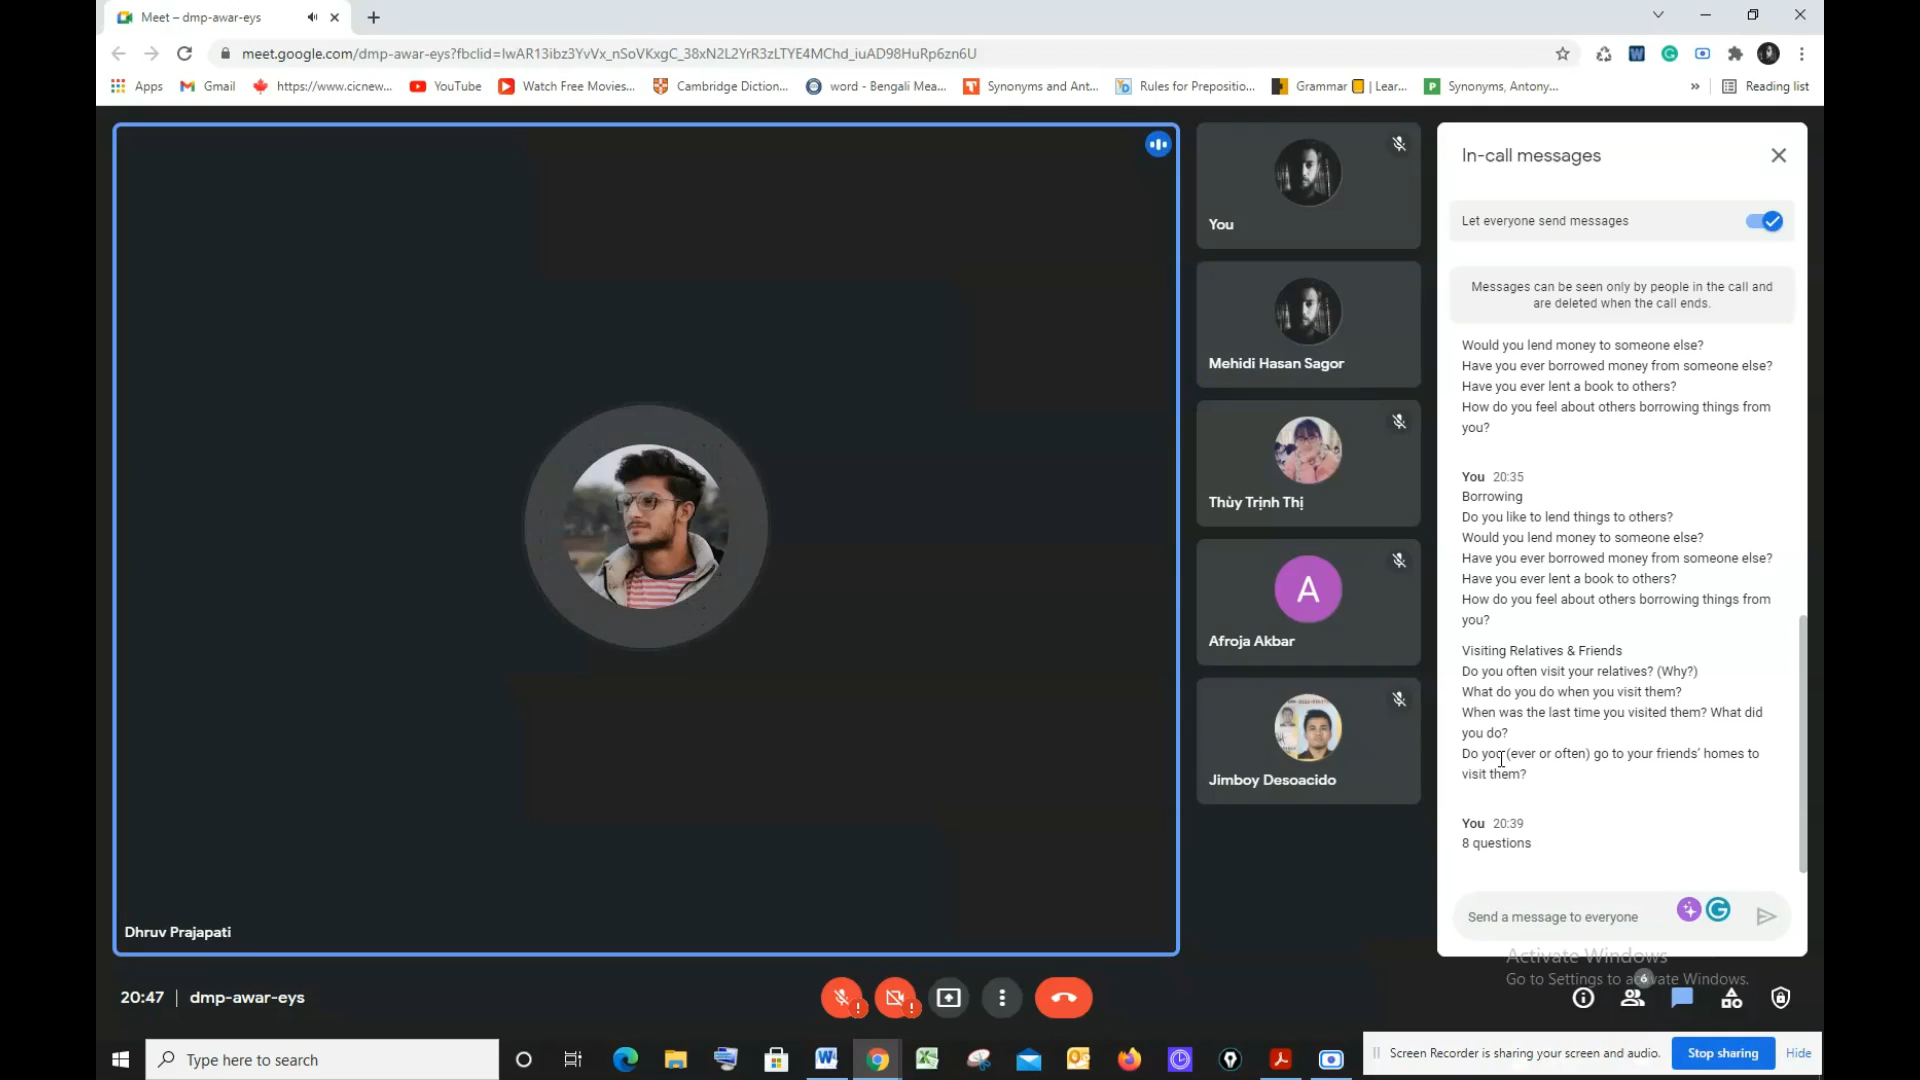 Meet – dmp-awar-eys
meet.google.com/dmp-awar-eys?fbclid=IwAR13ibz3YvVx_nSoVKxgC_38xN2L2YrR3zLTYE4MChd_iuAD98HuRp6zn6U
Apps
Gmail
https://www.cicnew...
YouTube
Watch Free Movies...
Cambridge Diction...
word - Bengali Mea...
Synonyms and Ant...
Rules for Prepositio...
Grammar | Lear...
Synonyms, Antony...
»
Reading list
Dhruv Prajapati
You
Mehidi Hasan Sagor
Thùy Trịnh Thị
A
Afroja Akbar
Jimboy Desoacido
In-call messages
Let everyone send messages
Messages can be seen only by people in the call and
are deleted when the call ends.
Would you lend money to someone else?
Have you ever borrowed money from someone else?
Have you ever lent a book to others?
How do you feel about others borrowing things from
you?
You 20:35
Borrowing
Do you like to lend things to others?
Would you lend money to someone else?
Have you ever borrowed money from someone else?
Have you ever lent a book to others?
How do you feel about others borrowing things from
you?
Visiting Relatives & Friends
Do you often visit your relatives? (Why?)
What do you do when you visit them?
When was the last time you visited them? What did
you do?
Do you (ever or often) go to your friends’ homes to
visit them?
You 20:39
8 questions
Send a message to everyone
Activate Windows
Go to Settings to activate Windows.
20:47 | dmp-awar-eys
6
Type here to search
Screen Recorder is sharing your screen and audio.
Stop sharing
Hide